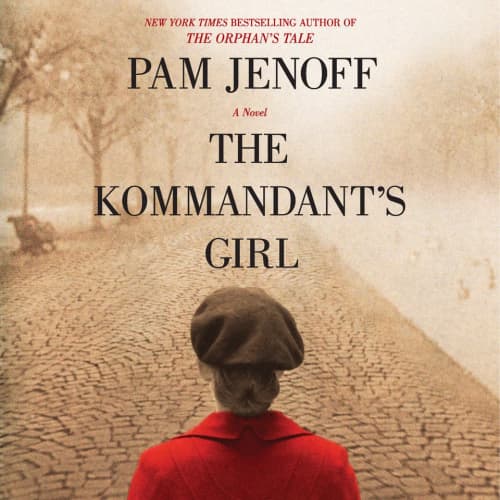 NEW YORK TIMES BESTSELLING AUTHOR OF
THE ORPHAN'S TALE
PAM JENOFF
A Novel
THE
KOMMANDANT'S
GIRL